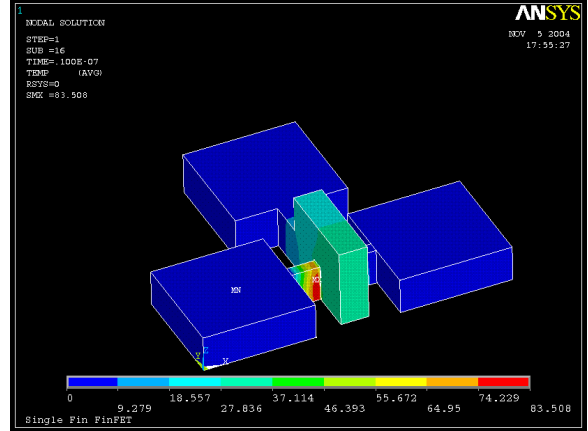 1
ANSYS
NODAL SOLUTION
NOV 5 2004
17:55:27
STEP=1
SUB =16
TIME=.100E-07
TEMP (AVG)
RSYS=0
SMX =83.508
MN
MX
Z
Y
X
0 18.557 37.114 55.672 74.229
9.279 27.836 46.393 64.95 83.508
Single Fin FinFET